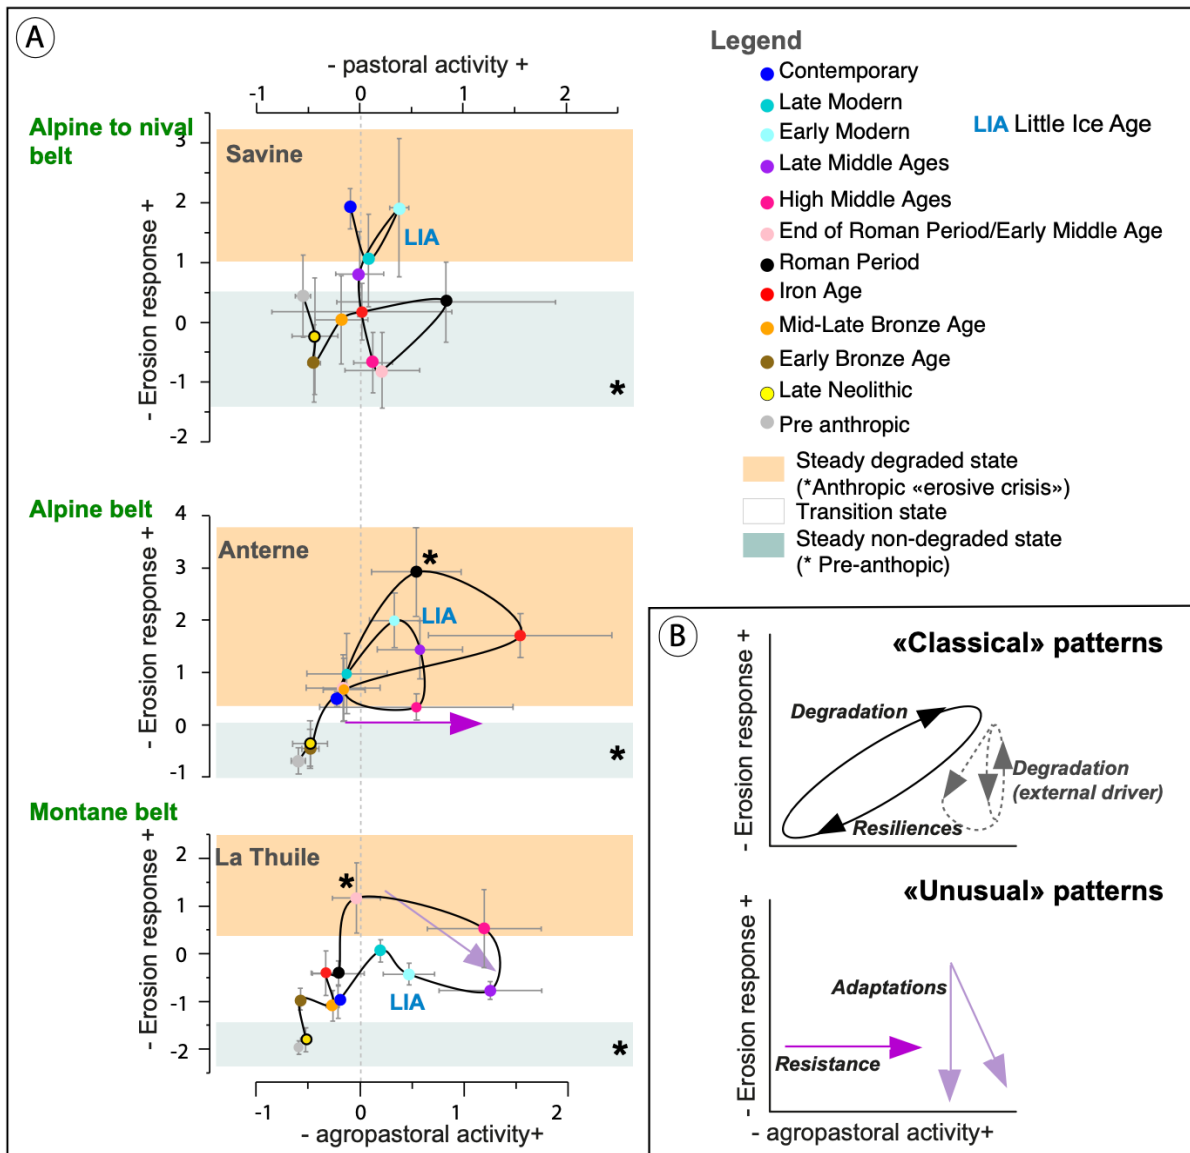 A
- pastoral activity +
-1
0
1
2
Alpine to nival
belt
Savine
- Erosion response +
3
2
1
0
-1
-2
LIA
*
Alpine belt
Anterne
- Erosion response +
4
3
2
1
0
-1
*
LIA
*
Montane belt
La Thuile
- Erosion response +
2
1
0
-1
-2
*
LIA
*
-1
0
1
2
- agropastoral activity+
Legend
Contemporary
Late Modern
Early Modern
Late Middle Ages
High Middle Ages
End of Roman Period/Early Middle Age
Roman Period
Iron Age
Mid-Late Bronze Age
Early Bronze Age
Late Neolithic
Pre anthropic
LIA Little Ice Age
Steady degraded state
(*Anthropic «erosive crisis»)
Transition state
Steady non-degraded state
(* Pre-anthopic)
B
«Classical» patterns
- Erosion response +
Degradation
Resiliences
Degradation
(external driver)
«Unusual» patterns
- Erosion response +
Adaptations
Resistance
- agropastoral activity+